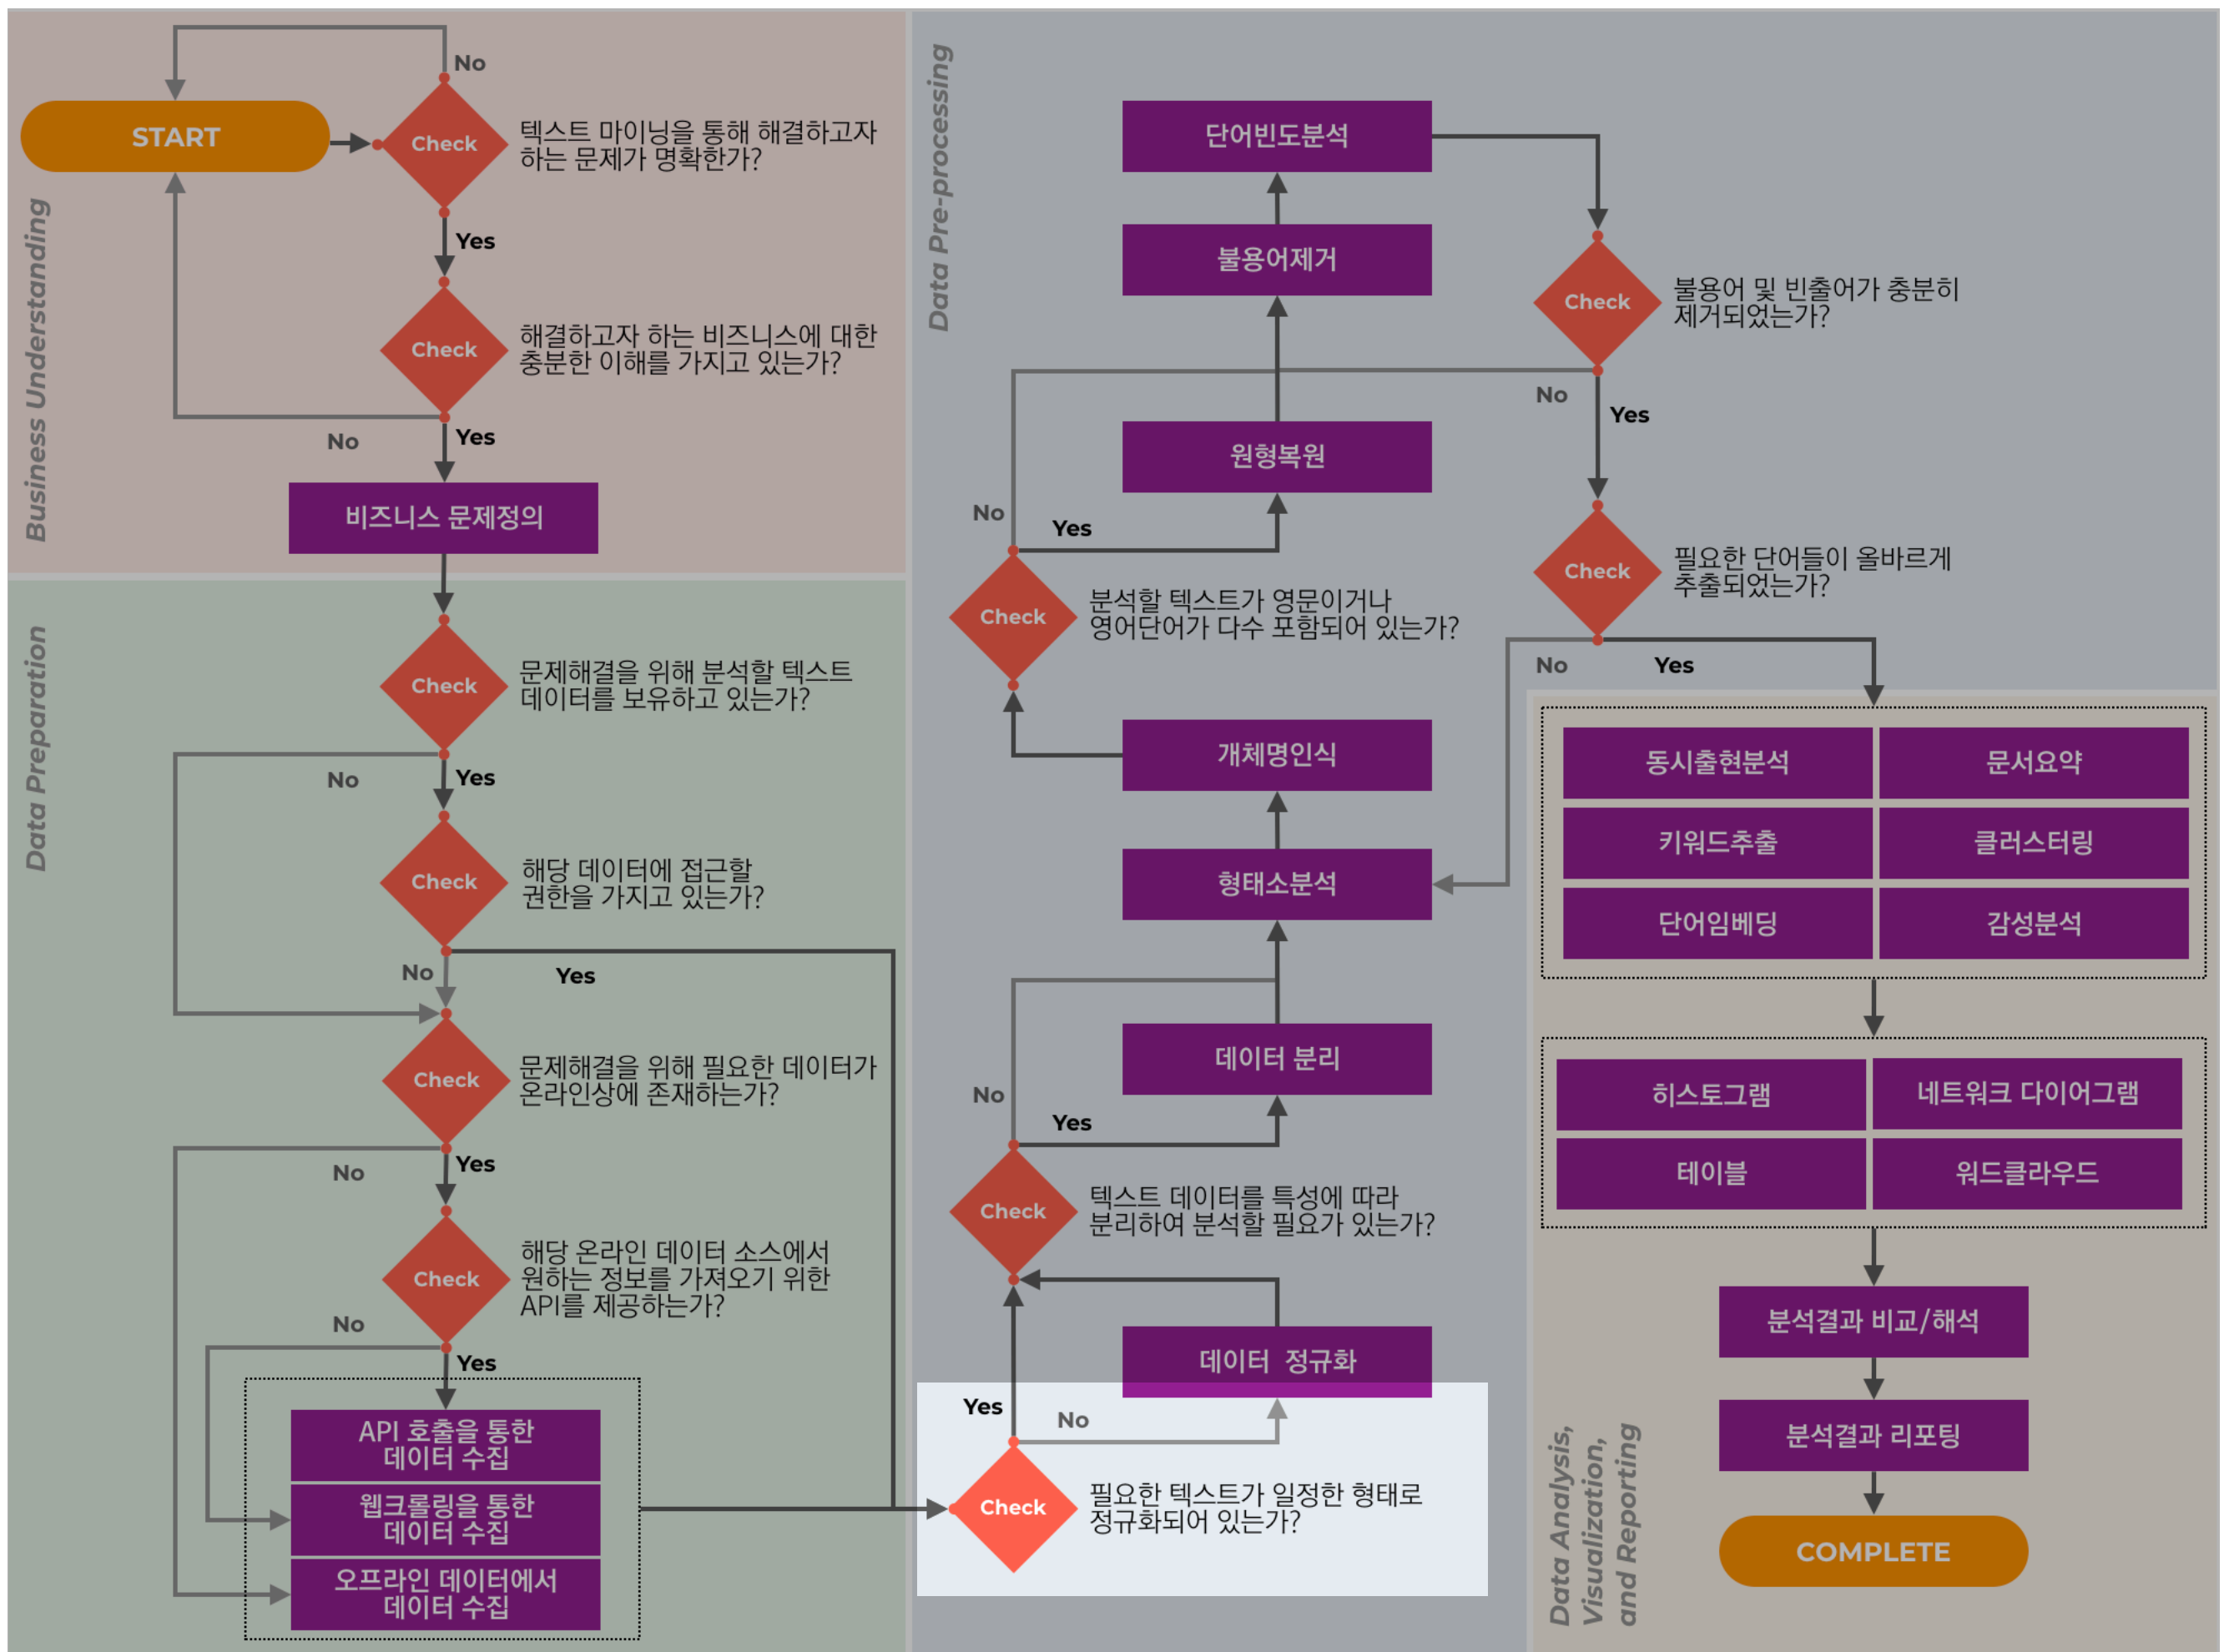 Business Understanding
START
No
Check
텍스트 마이닝을 통해 해결하고자
하는 문제가 명확한가?
Yes
Check
해결하고자 하는 비즈니스에 대한
충분한 이해를 가지고 있는가?
No
Yes
비즈니스 문제정의
Data Preparation
Check
문제해결을 위해 분석할 텍스트
데이터를 보유하고 있는가?
No
Yes
Check
해당 데이터에 접근할
권한을 가지고 있는가?
No
Yes
Check
문제해결을 위해 필요한 데이터가
온라인상에 존재하는가?
No
Yes
Check
해당 온라인 데이터 소스에서
원하는 정보를 가져오기 위한
API를 제공하는가?
No
Yes
API 호출을 통한
데이터 수집
웹크롤링을 통한
데이터 수집
오프라인 데이터에서
데이터 수집
Data Pre-processing
Check
필요한 텍스트가 일정한 형태로
정규화되어 있는가?
Yes
No
데이터 정규화
Check
텍스트 데이터를 특성에 따라
분리하여 분석할 필요가 있는가?
No
Yes
데이터 분리
형태소분석
개체명인식
Check
분석할 텍스트가 영문이거나
영어단어가 다수 포함되어 있는가?
No
Yes
원형복원
불용어제거
단어빈도분석
Check
불용어 및 빈출어가 충분히
제거되었는가?
No
Yes
Check
필요한 단어들이 올바르게
추출되었는가?
No
Yes
Data Analysis,
Visualization,
and Reporting
동시출현분석
문서요약
키워드추출
클러스터링
단어임베딩
감성분석
히스토그램
네트워크 다이어그램
테이블
워드클라우드
분석결과 비교/해석
분석결과 리포팅
COMPLETE